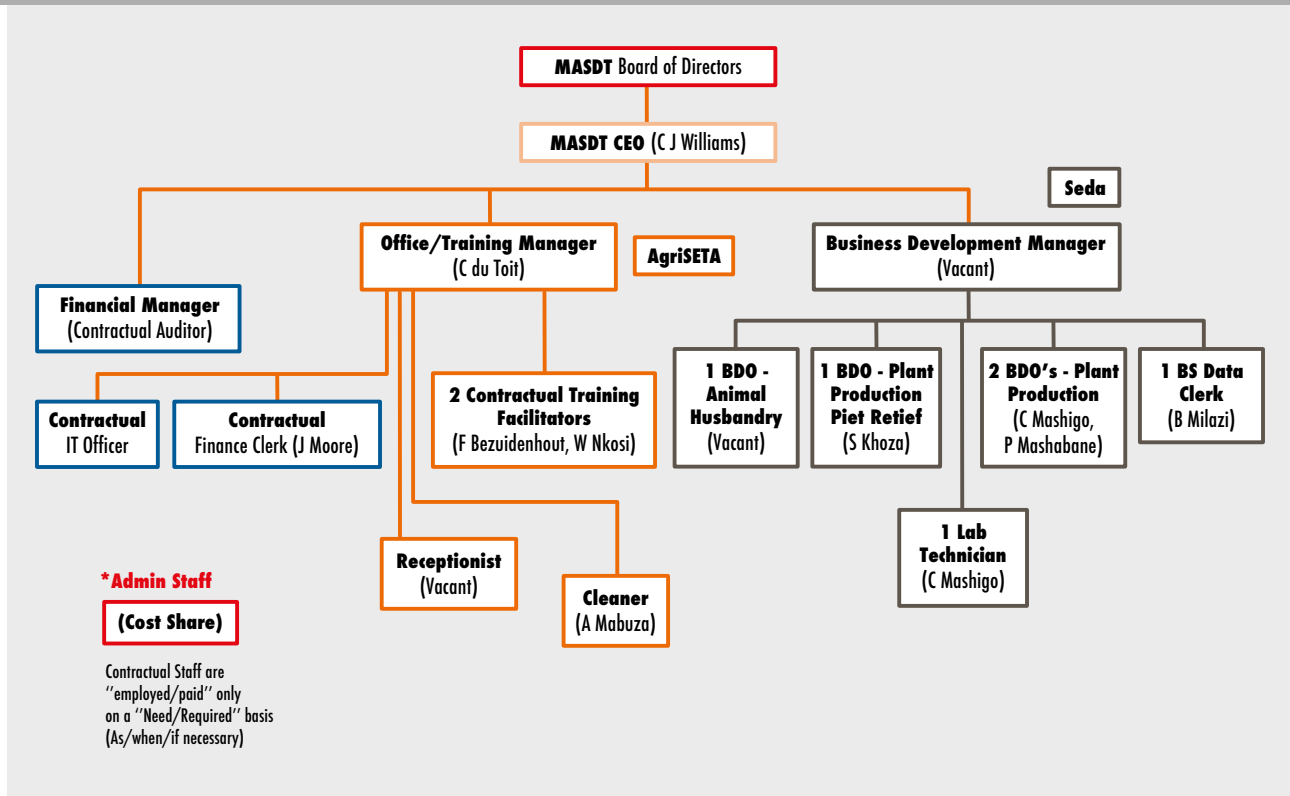 MASDT Board of Directors
MASDT CEO (C J Williams)
Seda
Office/Training Manager
(C du Toit)
AgriSETA
Business Development Manager
(Vacant)
Financial Manager
(Contractual Auditor)
Contractual
IT Officer
Contractual
Finance Clerk (J Moore)
2 Contractual Training
Facilitators
(F Bezuidenhout, W Nkosi)
1 BDO -
Animal
Husbandry
(Vacant)
1 BDO - Plant
Production
Piet Retief
(S Khoza)
2 BDO's - Plant
Production
(C Mashigo,
P Mashabane)
1 BS Data
Clerk
(B Milazi)
Receptionist
(Vacant)
Cleaner
(A Mabuza)
1 Lab
Technician
(C Mashigo)
*Admin Staff
(Cost Share)
Contractual Staff are
''employed/paid'' only
on a ''Need/Required'' basis
(As/when/if necessary)